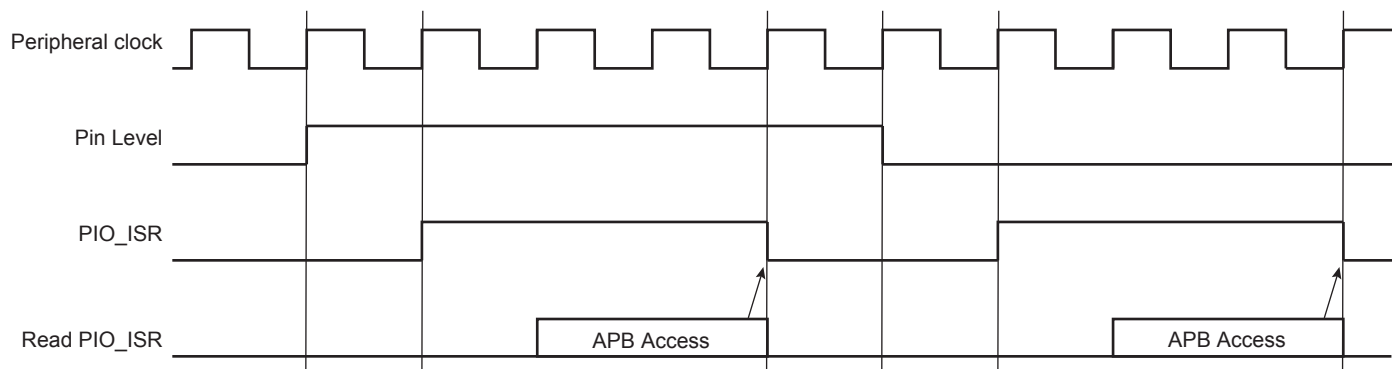 Peripheral clock
Pin Level
PIO_ISR
Read PIO_ISR
APB Access
APB Access